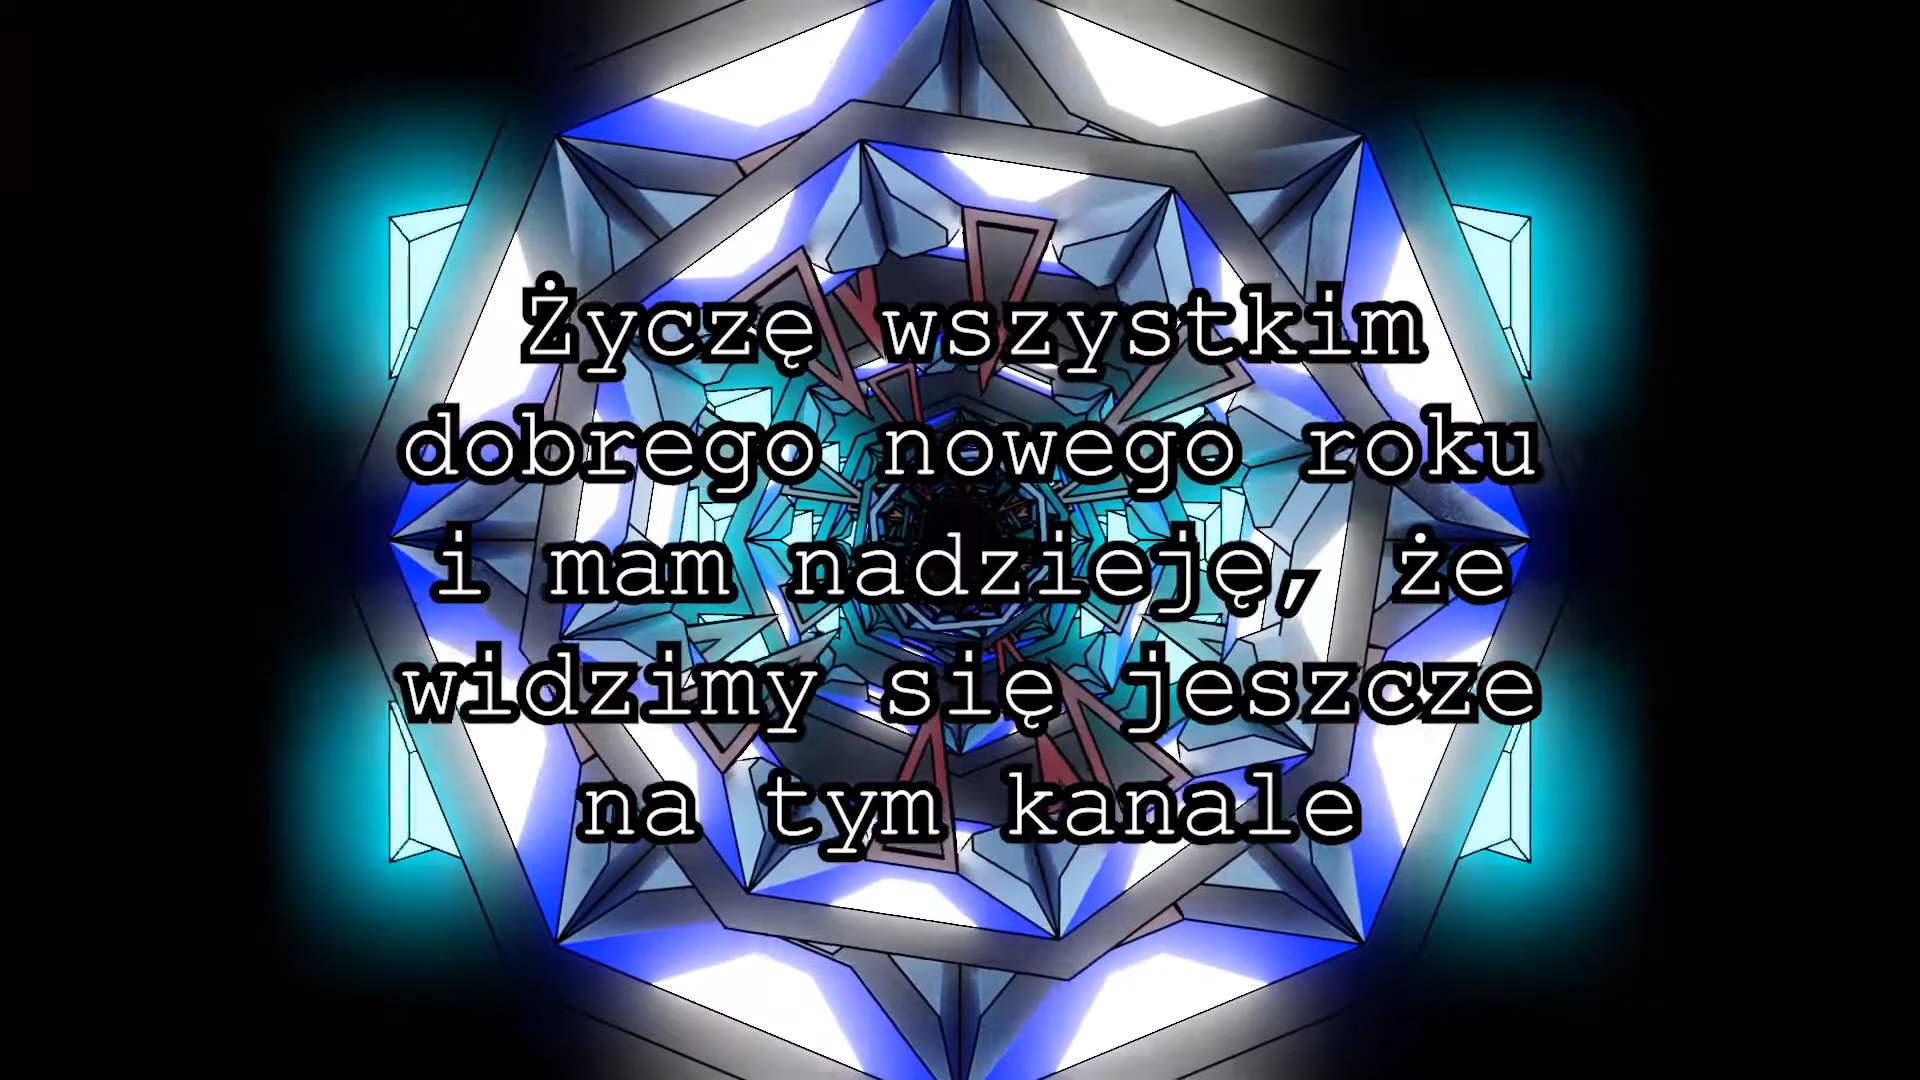 Życzę wszystkim
dobrego nowego roku
i mam nadzieję, że
widzimy się jeszcze
na tym kanale